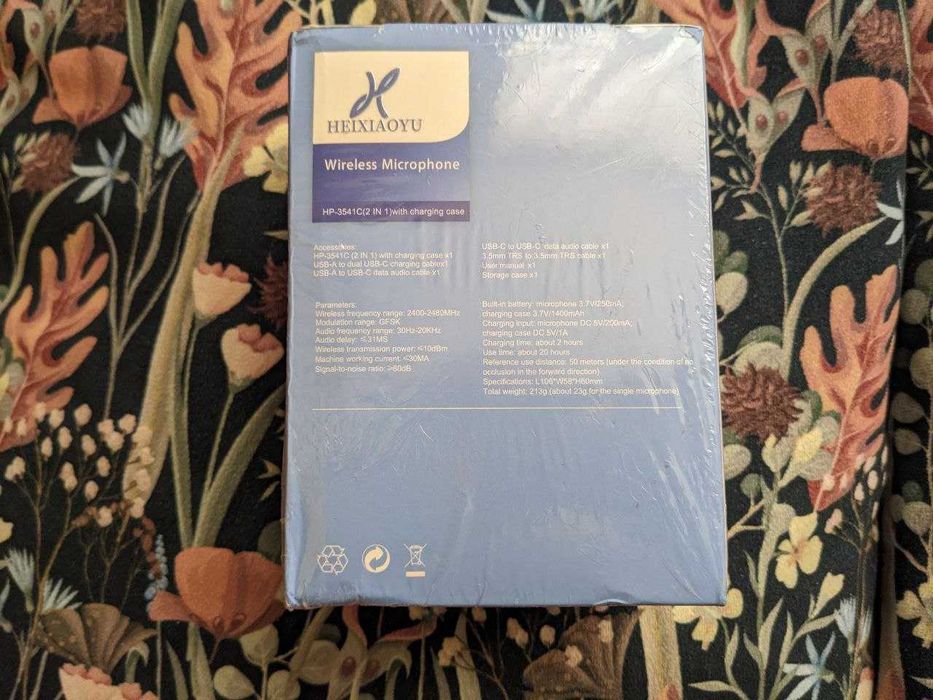 HEIXIAOYU
Wireless Microphone
HP-3541C(2 IN 1)with charging case
Accessories:
HP-3541C (2 IN 1) with charging case x1
USB-A to dual USB-C charging cablex1
USB-A to USB-C data audio cable x1
USB-C to USB-C data audio cable x1
3.5mm TRS to 3.5mm TRS cable x1
User manual x1
Storage case x1
Parameters:
Wireless frequency range: 2400-2480MHz
Modulation range: GFSK
Audio frequency range: 30Hz-20KHz
Audio delay: ≤31MS
Wireless transmission power: ≤10dBm
Machine working current: ≤30MA
Signal-to-noise ratio: ≥60dB
Built-in battery: microphone 3.7V/250mA;
charging case 3.7V/1400mAh
Charging input: microphone DC 5V/200mA;
charging case DC 5V/1A
Charging time: about 2 hours
Use time: about 20 hours
Reference use distance: 50 meters (under the condition of no
occlusion in the forward direction)
Specifications: L106*W58*H60mm
Total weight: 213g (about 23g for the single microphone)